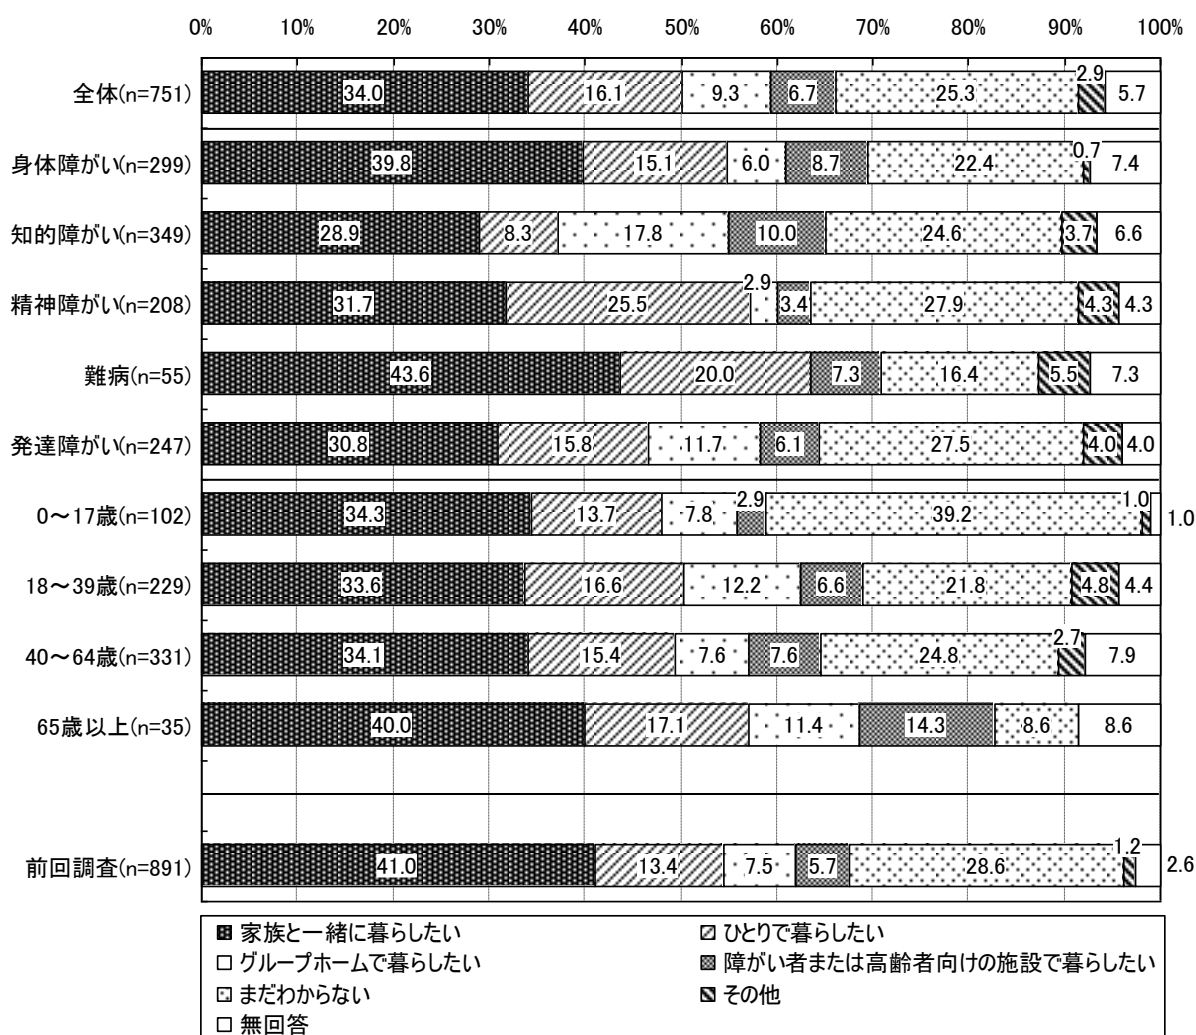 0% 10% 20% 30% 40% 50% 60% 70% 80% 90% 100%
全体(n=751) 34.0 16.1 9.3 6.7 25.3 2.9 5.7
身体障がい(n=299) 39.8 15.1 6.0 8.7 22.4 0.7 7.4
知的障がい(n=349) 28.9 8.3 17.8 10.0 24.6 3.7 6.6
精神障がい(n=208) 31.7 25.5 2.9 3.4 27.9 4.3 4.3
難病(n=55) 43.6 20.0 7.3 16.4 5.5 7.3
発達障がい(n=247) 30.8 15.8 11.7 6.1 27.5 4.0 4.0
0～17歳(n=102) 34.3 13.7 7.8 2.9 39.2 1.0 1.0
18～39歳(n=229) 33.6 16.6 12.2 6.6 21.8 4.8 4.4
40～64歳(n=331) 34.1 15.4 7.6 7.6 24.8 2.7 7.9
65歳以上(n=35) 40.0 17.1 11.4 14.3 8.6 8.6
前回調査(n=891) 41.0 13.4 7.5 5.7 28.6 1.2 2.6
家族と一緒に暮らしたい ひとりで暮らしたい
グループホームで暮らしたい 障がい者または高齢者向けの施設で暮らしたい
まだわからない その他
無回答